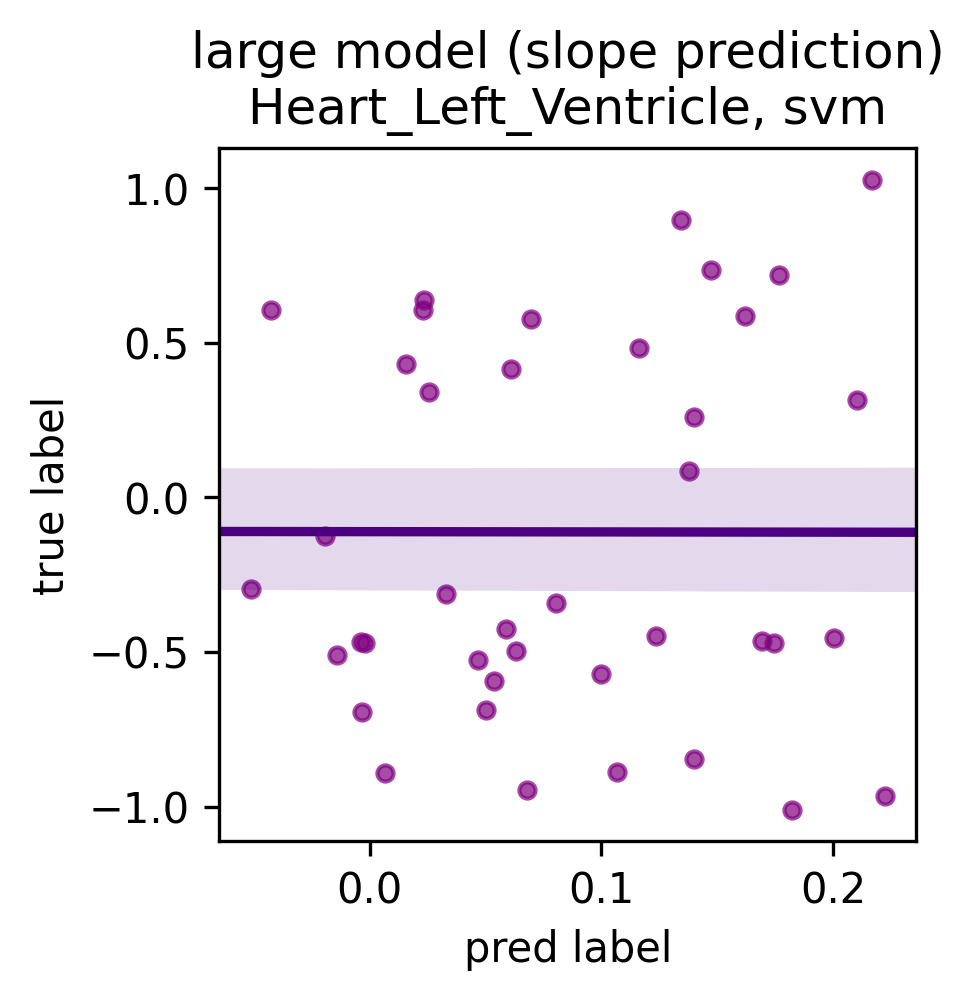 large model (slope prediction)
Heart_Left_Ventricle, svm
1.0
0.5
0.0
−0.5
−1.0
true label
0.0
0.1
0.2
pred label